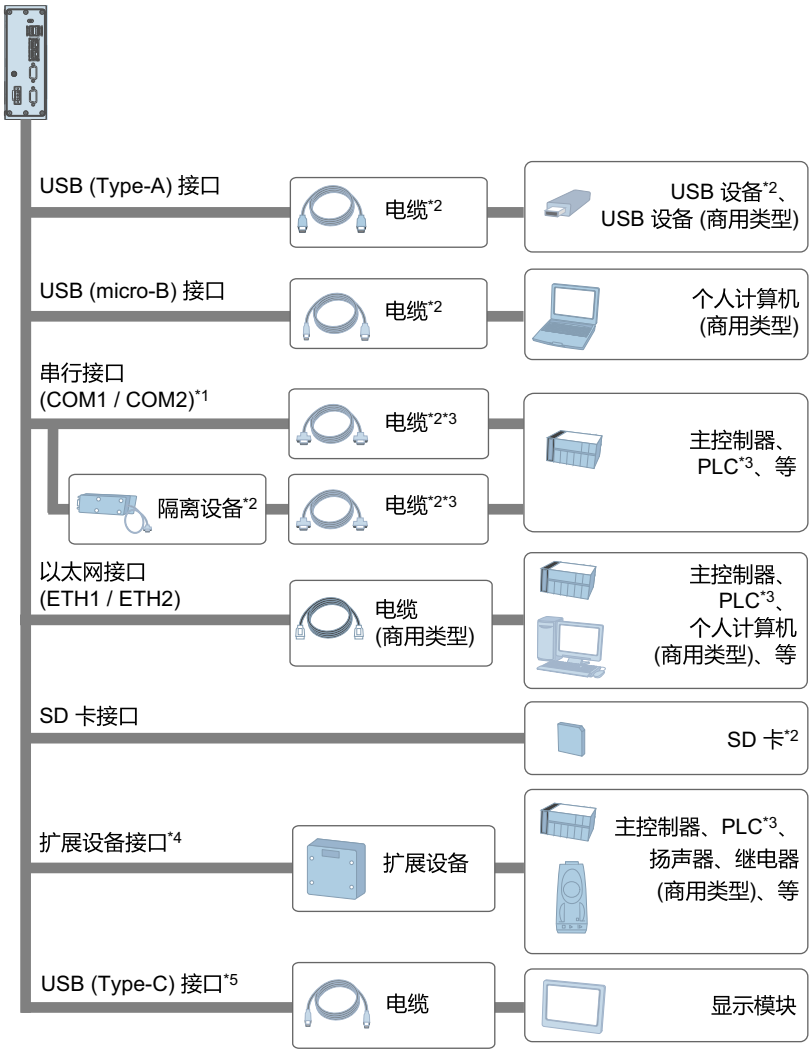 USB (Type-A) 接口
电缆*2
USB 设备*2、
USB 设备 (商用类型)
USB (micro-B) 接口
电缆*2
个人计算机
(商用类型)
串行接口
(COM1 / COM2)*1
电缆*2*3
主控制器、
PLC*3、等
隔离设备*2
电缆*2*3
以太网接口
(ETH1 / ETH2)
电缆
(商用类型)
主控制器、
PLC*3、
个人计算机
(商用类型)、等
SD 卡接口
SD 卡*2
扩展设备接口*4
扩展设备
主控制器、PLC*3、
扬声器、继电器
(商用类型)、等
USB (Type-C) 接口*5
电缆
显示模块